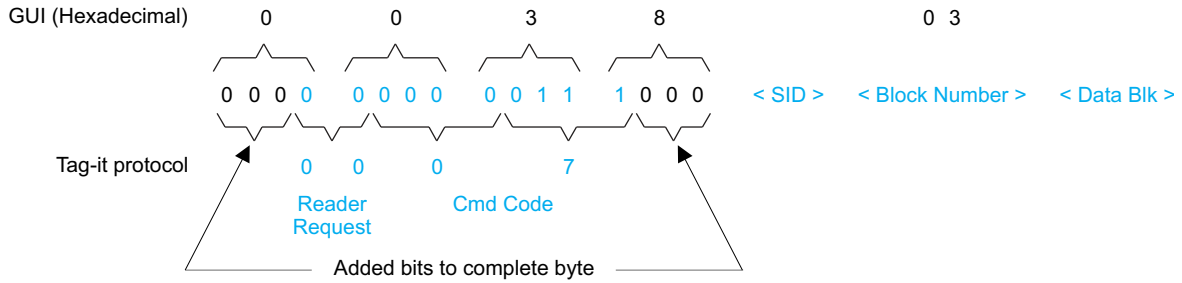 GUI (Hexadecimal) 0 0 3 8 0 3
0 0 0 0 0 0 0 0 0 0 1 1 1 0 0 0 < SID > < Block Number > < Data Blk >
Tag-it protocol 0 0 0 7
Reader Cmd Code
Request
Added bits to complete byte